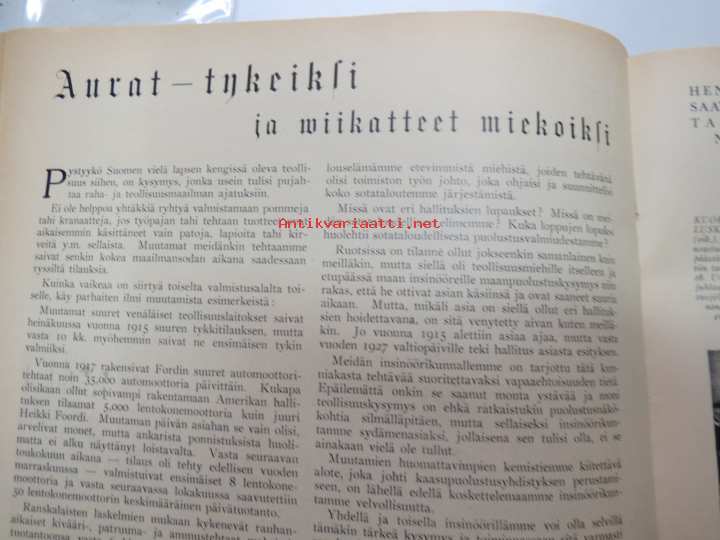 Aurat – tykeiksi
ja wiikatteet miekoiksi
Pystyykö Suomen vielä lapsen kengissä oleva teolli-
suus siihen, on kysymys, jonka usein tulisi pujah-
taa raha- ja teollisuusmaailman ajatuksiin.
Ei ole helppoa yhtäkkiä ryhtyä valmistamaan pommeja
tahi kranaatteja, jos työpajan tahi tehtaan tuotteet
aikaisemmin käsittäneet vain patoja, lapioita tahi kir-
veitä y.m. sellaista. Muutamat meidänkin tehtaamme
saivat senkin kokea maailmansodan aikana saadessaan
tyssiltä tilauksia.
Kuinka vaikeaa on siirtyä toiselta valmistusalalta toi-
selle, käy parhaiten ilmi muutamista esimerkeistä:
Muutamat suuret venäläiset teollisuuslaitokset saivat
heinäkuussa vuonna 1915 suuren tykkitilauksen, mutta
vasta 10 kk. myöhemmin saivat ne ensimäisen tykin
valmiiksi.
Vuonna 1917 rakensivat Fordin suuret automoottori-
tehtaat noin 35.000 automoottoria päivittäin. Kukapa
olisikaan ollut sopivampi rakentamaan Amerikan halli-
tuksen tilaamat 5.000 lentokonemoottoria kuin juuri
Heikki Foordi. Muutaman päivän asiahan se vain olisi,
arvelivat monet, mutta ankarista ponnistuksista huoli-
matta ei alku näyttänyt loistavalta. Vasta seuraavan
toukokuun aikana — tilaus oli tehty edellisen vuoden
marraskuussa — valmistuivat ensimäiset 8 lentokone-
moottoria ja vasta seuraavassa lokakuussa saavutettiin
50 lentokonemoottorin keskimääräinen päivätuotanto.
Ranskalaisten laskelmien mukaan kykenevät rauhan-
aikaiset kivääri-, patruuna- ja ammustehtaat
louselämämme etevimmistä miehistä, joiden tehtävänä
olisi toimiston työn johto, joka ohjaisi ja suunnittelisi
koko sotataloutemme järjestämistä.
Missä ovat eri hallituksien lupaukset? Missä on mei-
elimemme? Kuka loppujen lopuksi
huolehtii sotataloudellisesta puolustusvalmiudestamme?
Ruotsissa on tilanne ollut jokseenkin samanlainen kuin
meilläkin, mutta siellä oli teollisuusmiehille itselleen ja
etupäässä maan insinööreille maanpuolustuskysymys niin
rakas, että he ottivat asian käsiinsä ja ovat saaneet suuria
aikaan. Mutta, mikäli asia on siellä ollut eri hallituk-
sien hoidettavana, on sitä venytetty aivan kuten meillä-
kin. Jo vuonna 1915 alettiin asiaa ajaa, mutta vasta
vuoden 1927 valtiopäiville teki hallitus asiasta esityksen.
Meidän insinöörikunnallemme on tarjottu tätä kun-
niakasta tehtävää suoritettavaksi vapaaehtoisuuden tietä
Epäilemättä onkin se saanut monta ystävää ja moni
teollisuuskysymys on ehkä ratkaistukin puolustusnäkö-
kohtia silmälläpitäen, mutta sellaiseksi insinöörikun-
tamme sydämenasiaksi, jollaisena sen tulisi olla, ei se
ainakaan vielä ole tullut.
Muutamien huomattavimpien kemistiemme kiitettävä
alote, joka johti kaasupuolustusyhdistyksen perustami-
seen, on lähellä edellä koskettelemaamme insinöörikun-
tamme velvollisuutta.
Yhdellä ja toisella insinöörillämme voi olla selvillä
tämäkin tärkeä kysymys ja
HEN
SAA
TA
Antikvariaatti.net